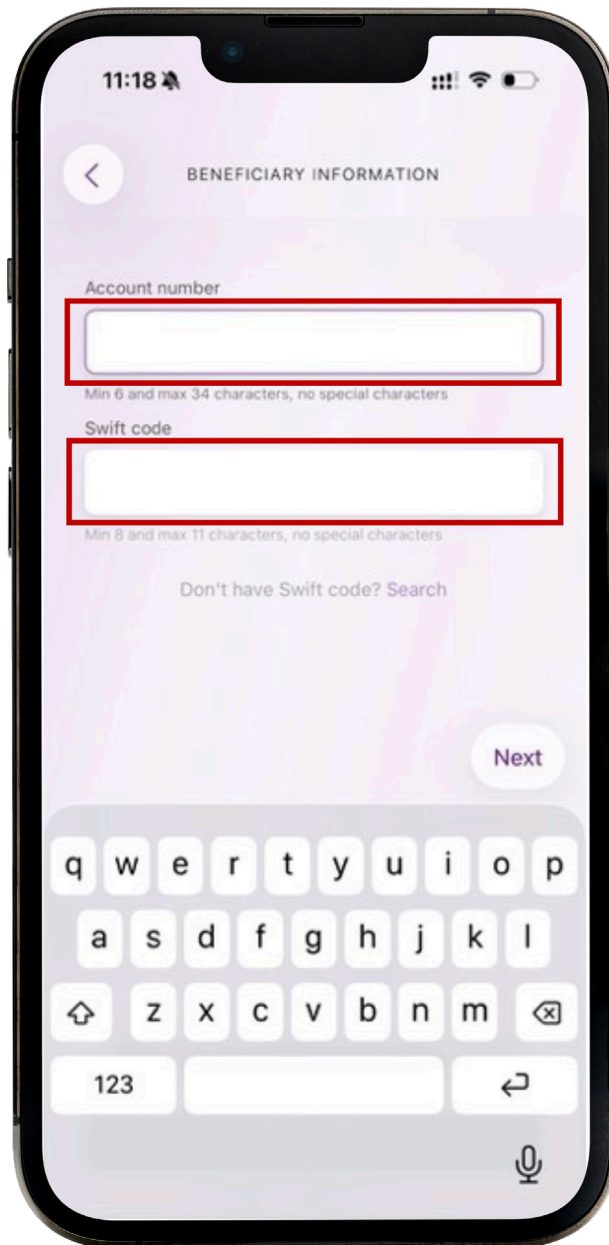 11:18
BENEFICIARY INFORMATION
Account number
Min 6 and max 34 characters, no special characters
Swift code
Min 8 and max 11 characters, no special characters
Don't have Swift code? Search
Next
q w e r t y u i o p
a s d f g h j k l
z x c v b n m
123